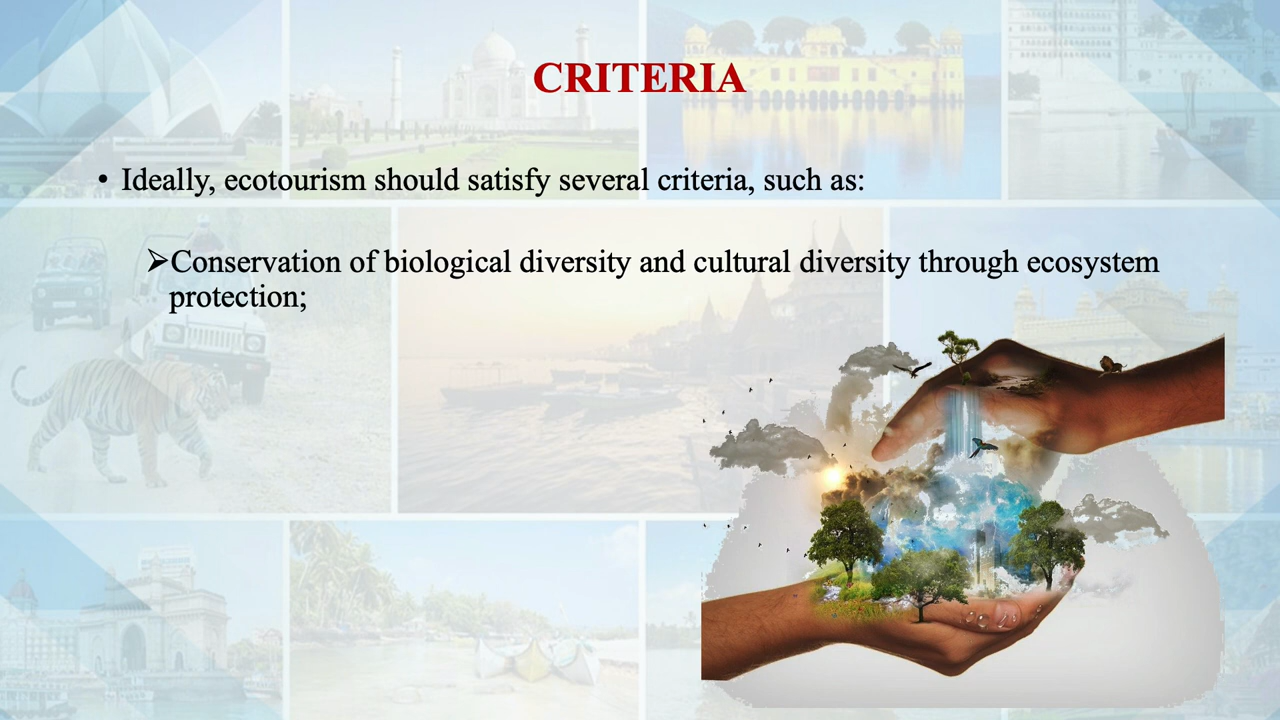 CRITERIA
• Ideally, ecotourism should satisfy several criteria, such as:
➢Conservation of biological diversity and cultural diversity through ecosystem
protection;